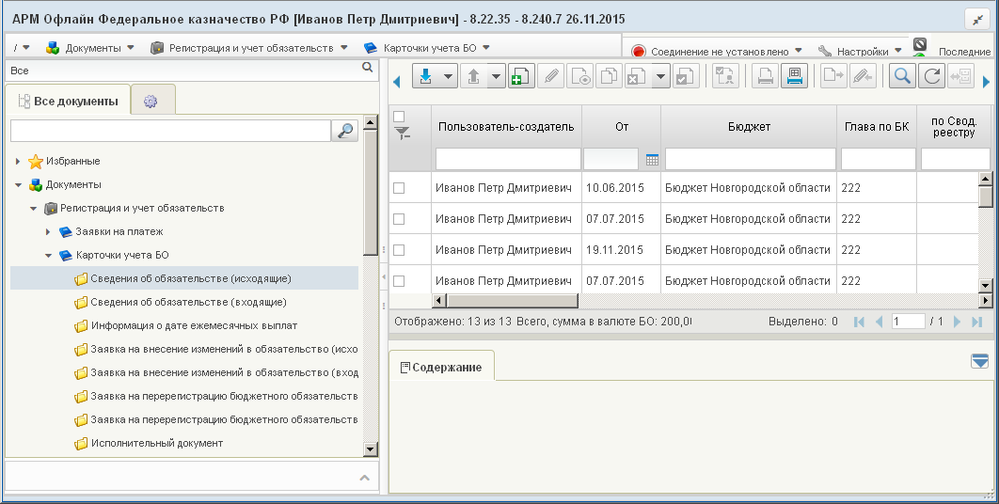 АРМ Офлайн Федеральное казначество РФ [Иванов Петр Дмитриевич] - 8.22.35 - 8.240.7 26.11.2015
/ Документы Регистрация и учет обязательств Карточки учета БО Соединение не установлено Настройки Последние
Все
Все документы
Пользователь-создатель От Бюджет Глава по БК по Свод. реестру
Избранные
Документы
Регистрация и учет обязательств
Заявки на платеж
Карточки учета БО
Сведения об обязательстве (исходящие)
Сведения об обязательстве (входящие)
Информация о дате ежемесячных выплат
Заявка на внесение изменений в обязательство (исхо
Заявка на внесение изменений в обязательство (вход
Заявка на перерегистрацию бюджетного обязательств
Заявка на перерегистрацию бюджетного обязательств
Исполнительный документ
Иванов Петр Дмитриевич 10.06.2015 Бюджет Новгородской области 222
Иванов Петр Дмитриевич 07.07.2015 Бюджет Новгородской области 222
Иванов Петр Дмитриевич 19.11.2015 Бюджет Новгородской области 222
Иванов Петр Дмитриевич 07.07.2015 Бюджет Новгородской области 222
Отображено: 13 из 13 Всего, сумма в валюте БО: 200,0 Выделено: 0 1 / 1
Содержание